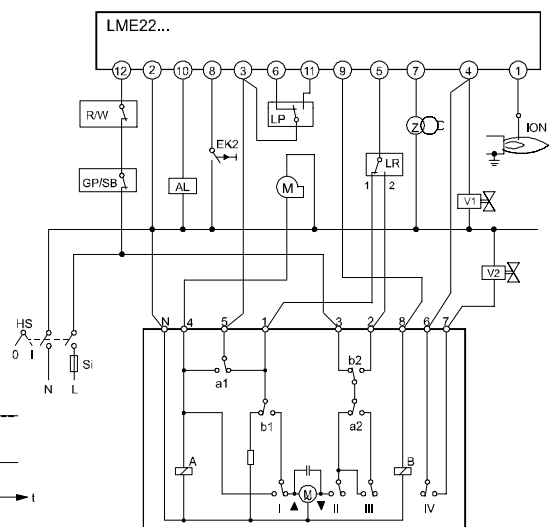 LME22...
12 2 10 8 3 6 11 9 5 7 4 1
R/W
LP
EK2
Z
ION
GP/SB
AL
M
LR
1 2
V1
V2
HS
0 I
Si
N L
N 4 5 1 3 2 8 6 7
a1
b2
b1
a2
A
M
B
I II III IV
t